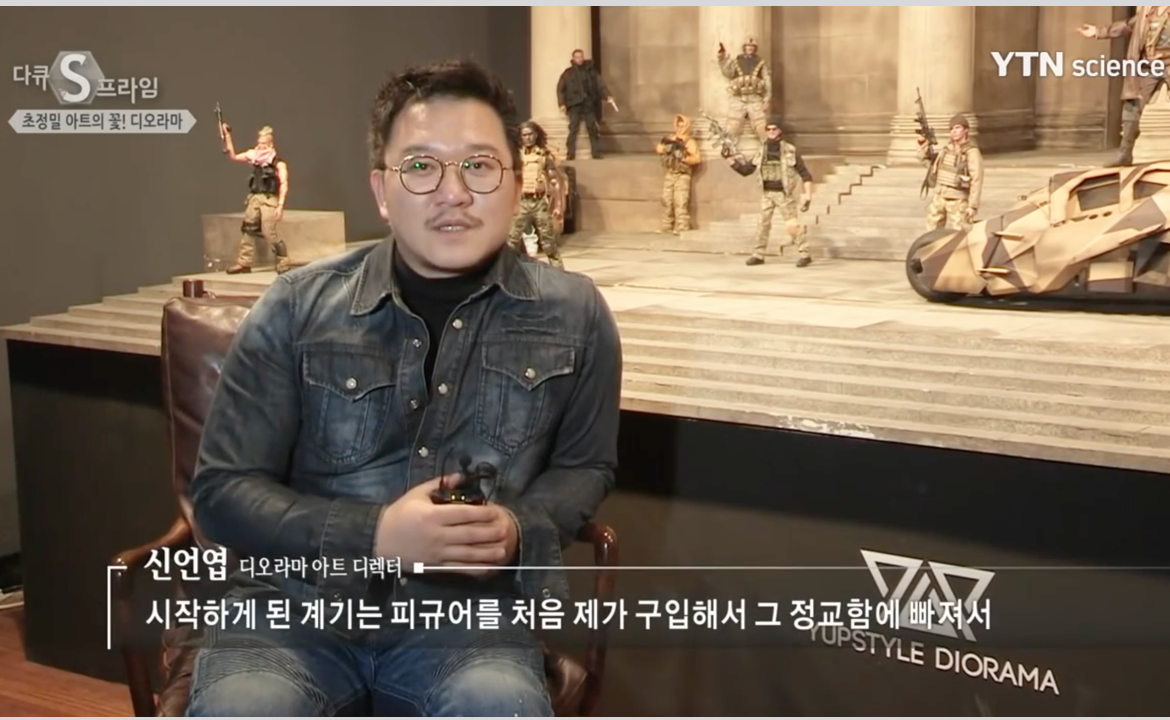 다큐 S 프라임
초정밀 아트의 꽃! 디오라마
YTN science
신언엽 디오라마 아트 디렉터
시작하게 된 계기는 피규어를 처음 제가 구입해서 그 정교함에 빠져서
YUPSTYLE DIORAMA